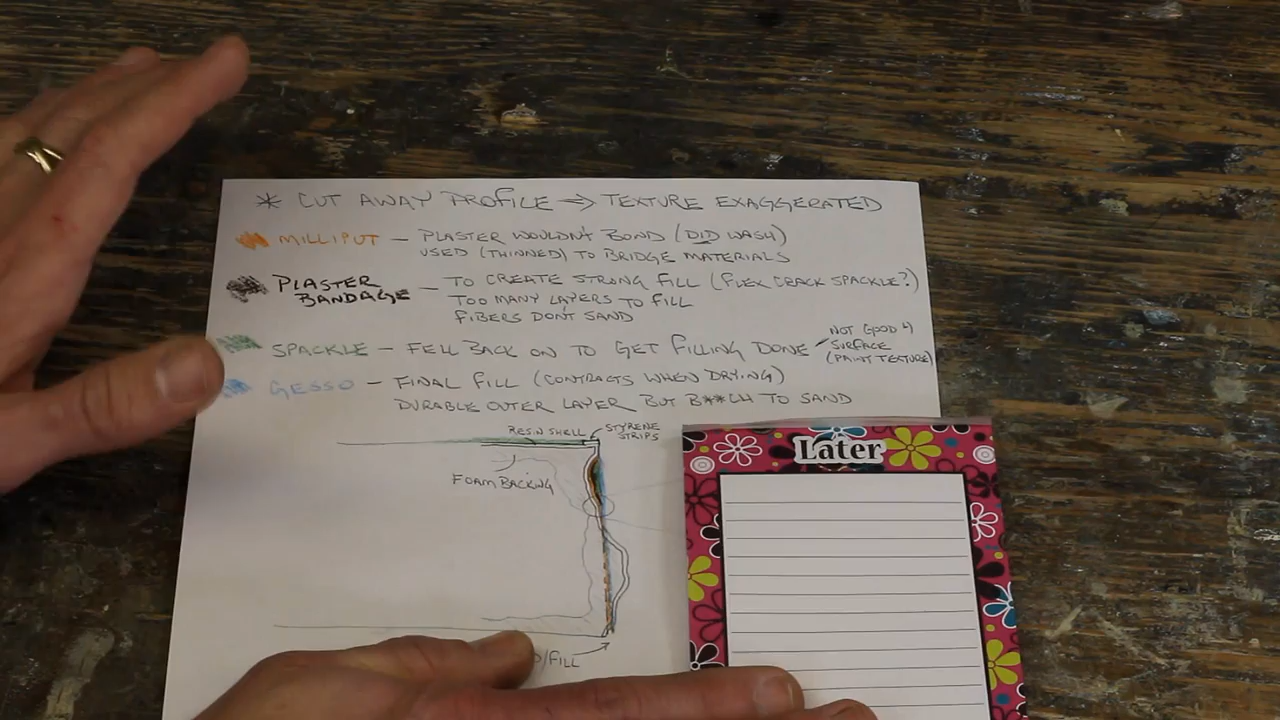 * CUT AWAY PROFILE => TEXTURE EXAGGERATED
MILLIPUT - PLASTER WOULDN'T BOND (DID WASH)
USED (THINNED) TO BRIDGE MATERIALS
PLASTER BANDAGE - TO CREATE STRONG FILL (FLEX CRACK SPACKLE?)
TOO MANY LAYERS TO FILL
FIBERS DON'T SAND
SPACKLE - FELL BACK ON TO GET FILLING DONE
NOT GOOD
SURFACE
(PAINT TEXTURE)
GESSO - FINAL FILL (CONTRACTS WHEN DRYING)
DURABLE OUTER LAYER BUT B**CH TO SAND
RESIN SHELL
STYRENE
STRIPS
FOAM BACKING
/FILL
Later